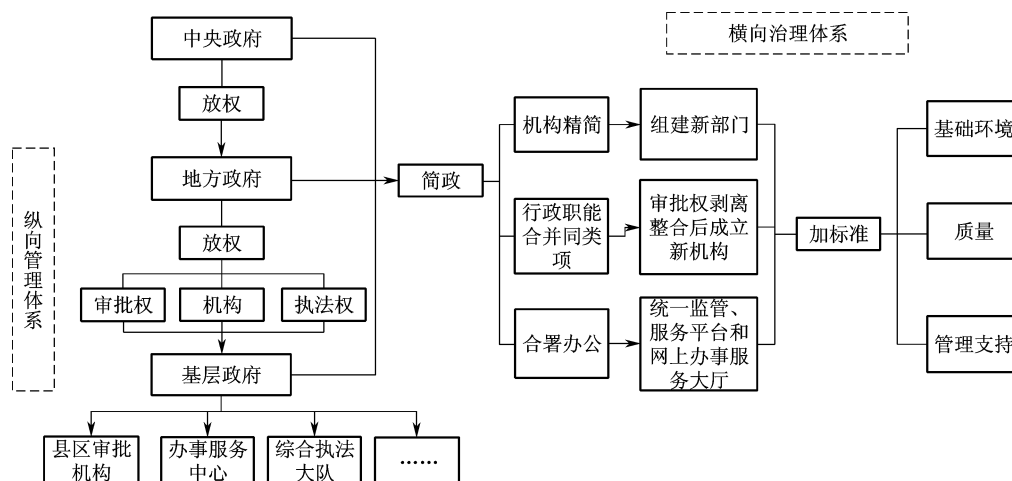 中央政府
横向治理体系
放权
机构精简
组建新部门
基础环境
纵向管理体系
地方政府
简政
行政职能
合并同类
项
审批权剥离
整合后成立
新机构
加标准
质量
放权
审批权
机构
执法权
合署办公
统一监管、
服务平台和
网上办事服
务大厅
管理支持
基层政府
县区审批
机构
办事服务
中心
综合执法
大队
……